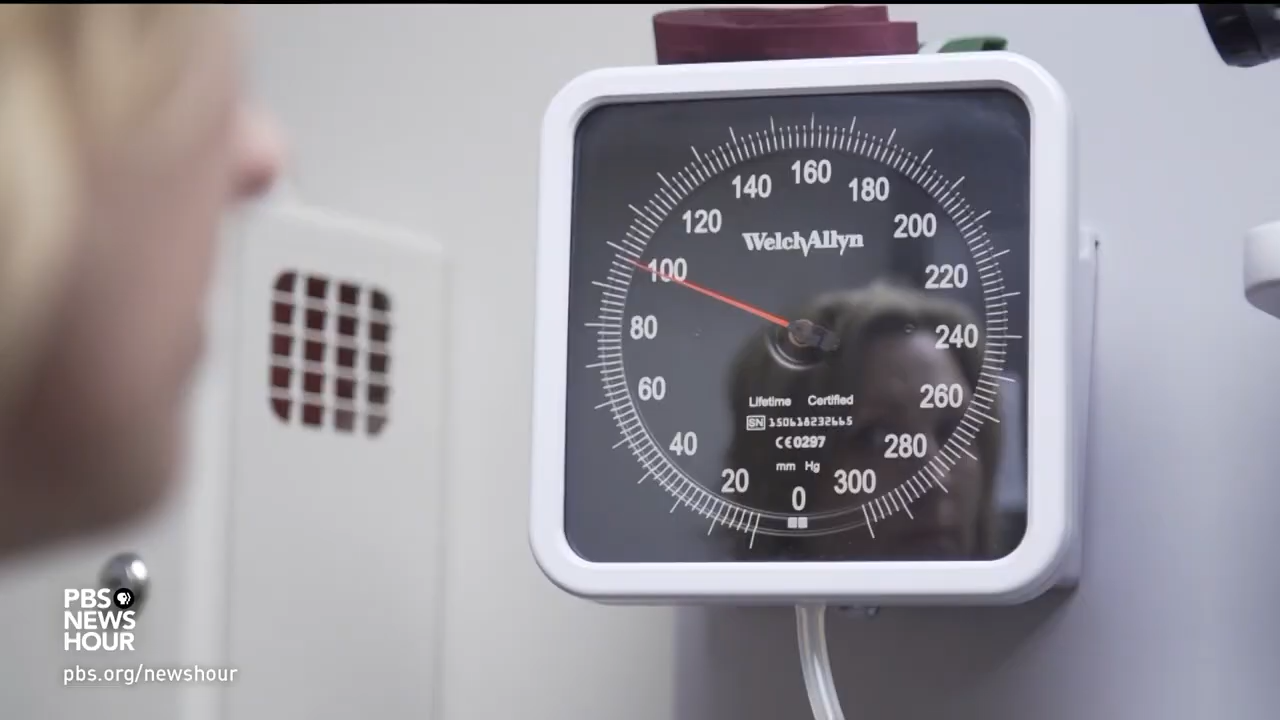 160
140
180
120
200
WelchAllyn
100
220
80
240
60
260
Lifetime Certified
SN 150618232665
CE0297
40
280
mm Hg
20
300
0
PBS
NEWS
HOUR
pbs.org/newshour